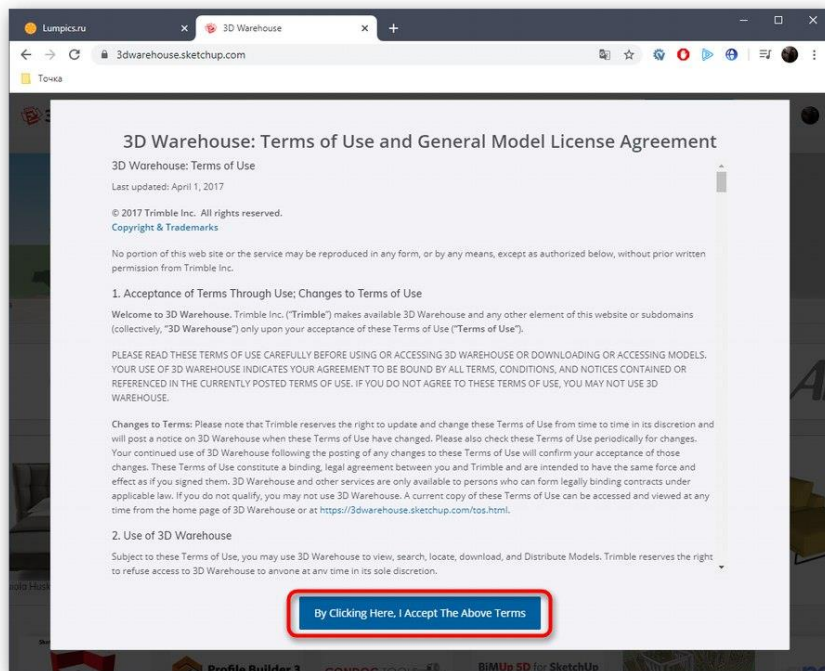 Lumpics.ru
3D Warehouse
3dwarehouse.sketchup.com
Точка
3D Warehouse: Terms of Use and General Model License Agreement
3D Warehouse: Terms of Use
Last updated: April 1, 2017
© 2017 Trimble Inc. All rights reserved.
Copyright & Trademarks
No portion of this web site or the service may be reproduced in any form, or by any means, except as authorized below, without prior written
permission from Trimble Inc.
1. Acceptance of Terms Through Use; Changes to Terms of Use
Welcome to 3D Warehouse. Trimble Inc. ("Trimble") makes available 3D Warehouse and any other element of this website or subdomains
(collectively, "3D Warehouse") only upon your acceptance of these Terms of Use ("Terms of Use").
PLEASE READ THESE TERMS OF USE CAREFULLY BEFORE USING OR ACCESSING 3D WAREHOUSE OR DOWNLOADING OR ACCESSING MODELS.
YOUR USE OF 3D WAREHOUSE INDICATES YOUR AGREEMENT TO BE BOUND BY ALL TERMS, CONDITIONS, AND NOTICES CONTAINED OR
REFERENCED IN THE CURRENTLY POSTED TERMS OF USE. IF YOU DO NOT AGREE TO THESE TERMS OF USE, YOU MAY NOT USE 3D
WAREHOUSE.
Changes to Terms: Please note that Trimble reserves the right to update and change these Terms of Use from time to time in its discretion and
will post a notice on 3D Warehouse when these Terms of Use have changed. Please also check these Terms of Use periodically for changes.
Your continued use of 3D Warehouse following the posting of any changes to these Terms of Use will confirm your acceptance of those
changes. These Terms of Use constitute a binding, legal agreement between you and Trimble and are intended to have the same force and
effect as if you signed them. 3D Warehouse and other services are only available to persons who can form legally binding contracts under
applicable law. If you do not qualify, you may not use 3D Warehouse. A current copy of these Terms of Use can be accessed and viewed at any
time from the home page of 3D Warehouse or at https://3dwarehouse.sketchup.com/tos.html.
2. Use of 3D Warehouse
Subject to these Terms of Use, you may use 3D Warehouse to view, search, locate, download, and Distribute Models. Trimble reserves the right
to refuse access to 3D Warehouse to anyone at any time in its sole discretion.
By Clicking Here, I Accept The Above Terms
Profile Builder 3
BiMUp 5D for SketchUp